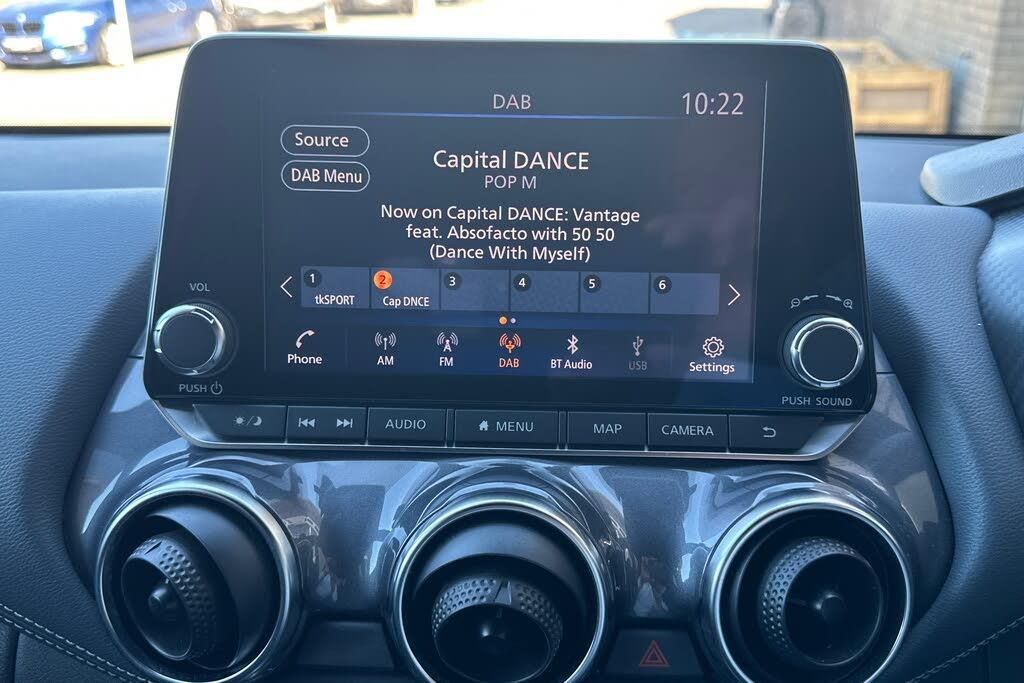 DAB
10:22
Source
DAB Menu
Capital DANCE
POP M
Now on Capital DANCE: Vantage
feat. Absofacto with 50 50
(Dance With Myself)
1
tkSPORT
2
Cap DNCE
3
4
5
6
VOL
PUSH
Phone
AM
FM
DAB
BT Audio
USB
Settings
PUSH SOUND
AUDIO
MENU
MAP
CAMERA